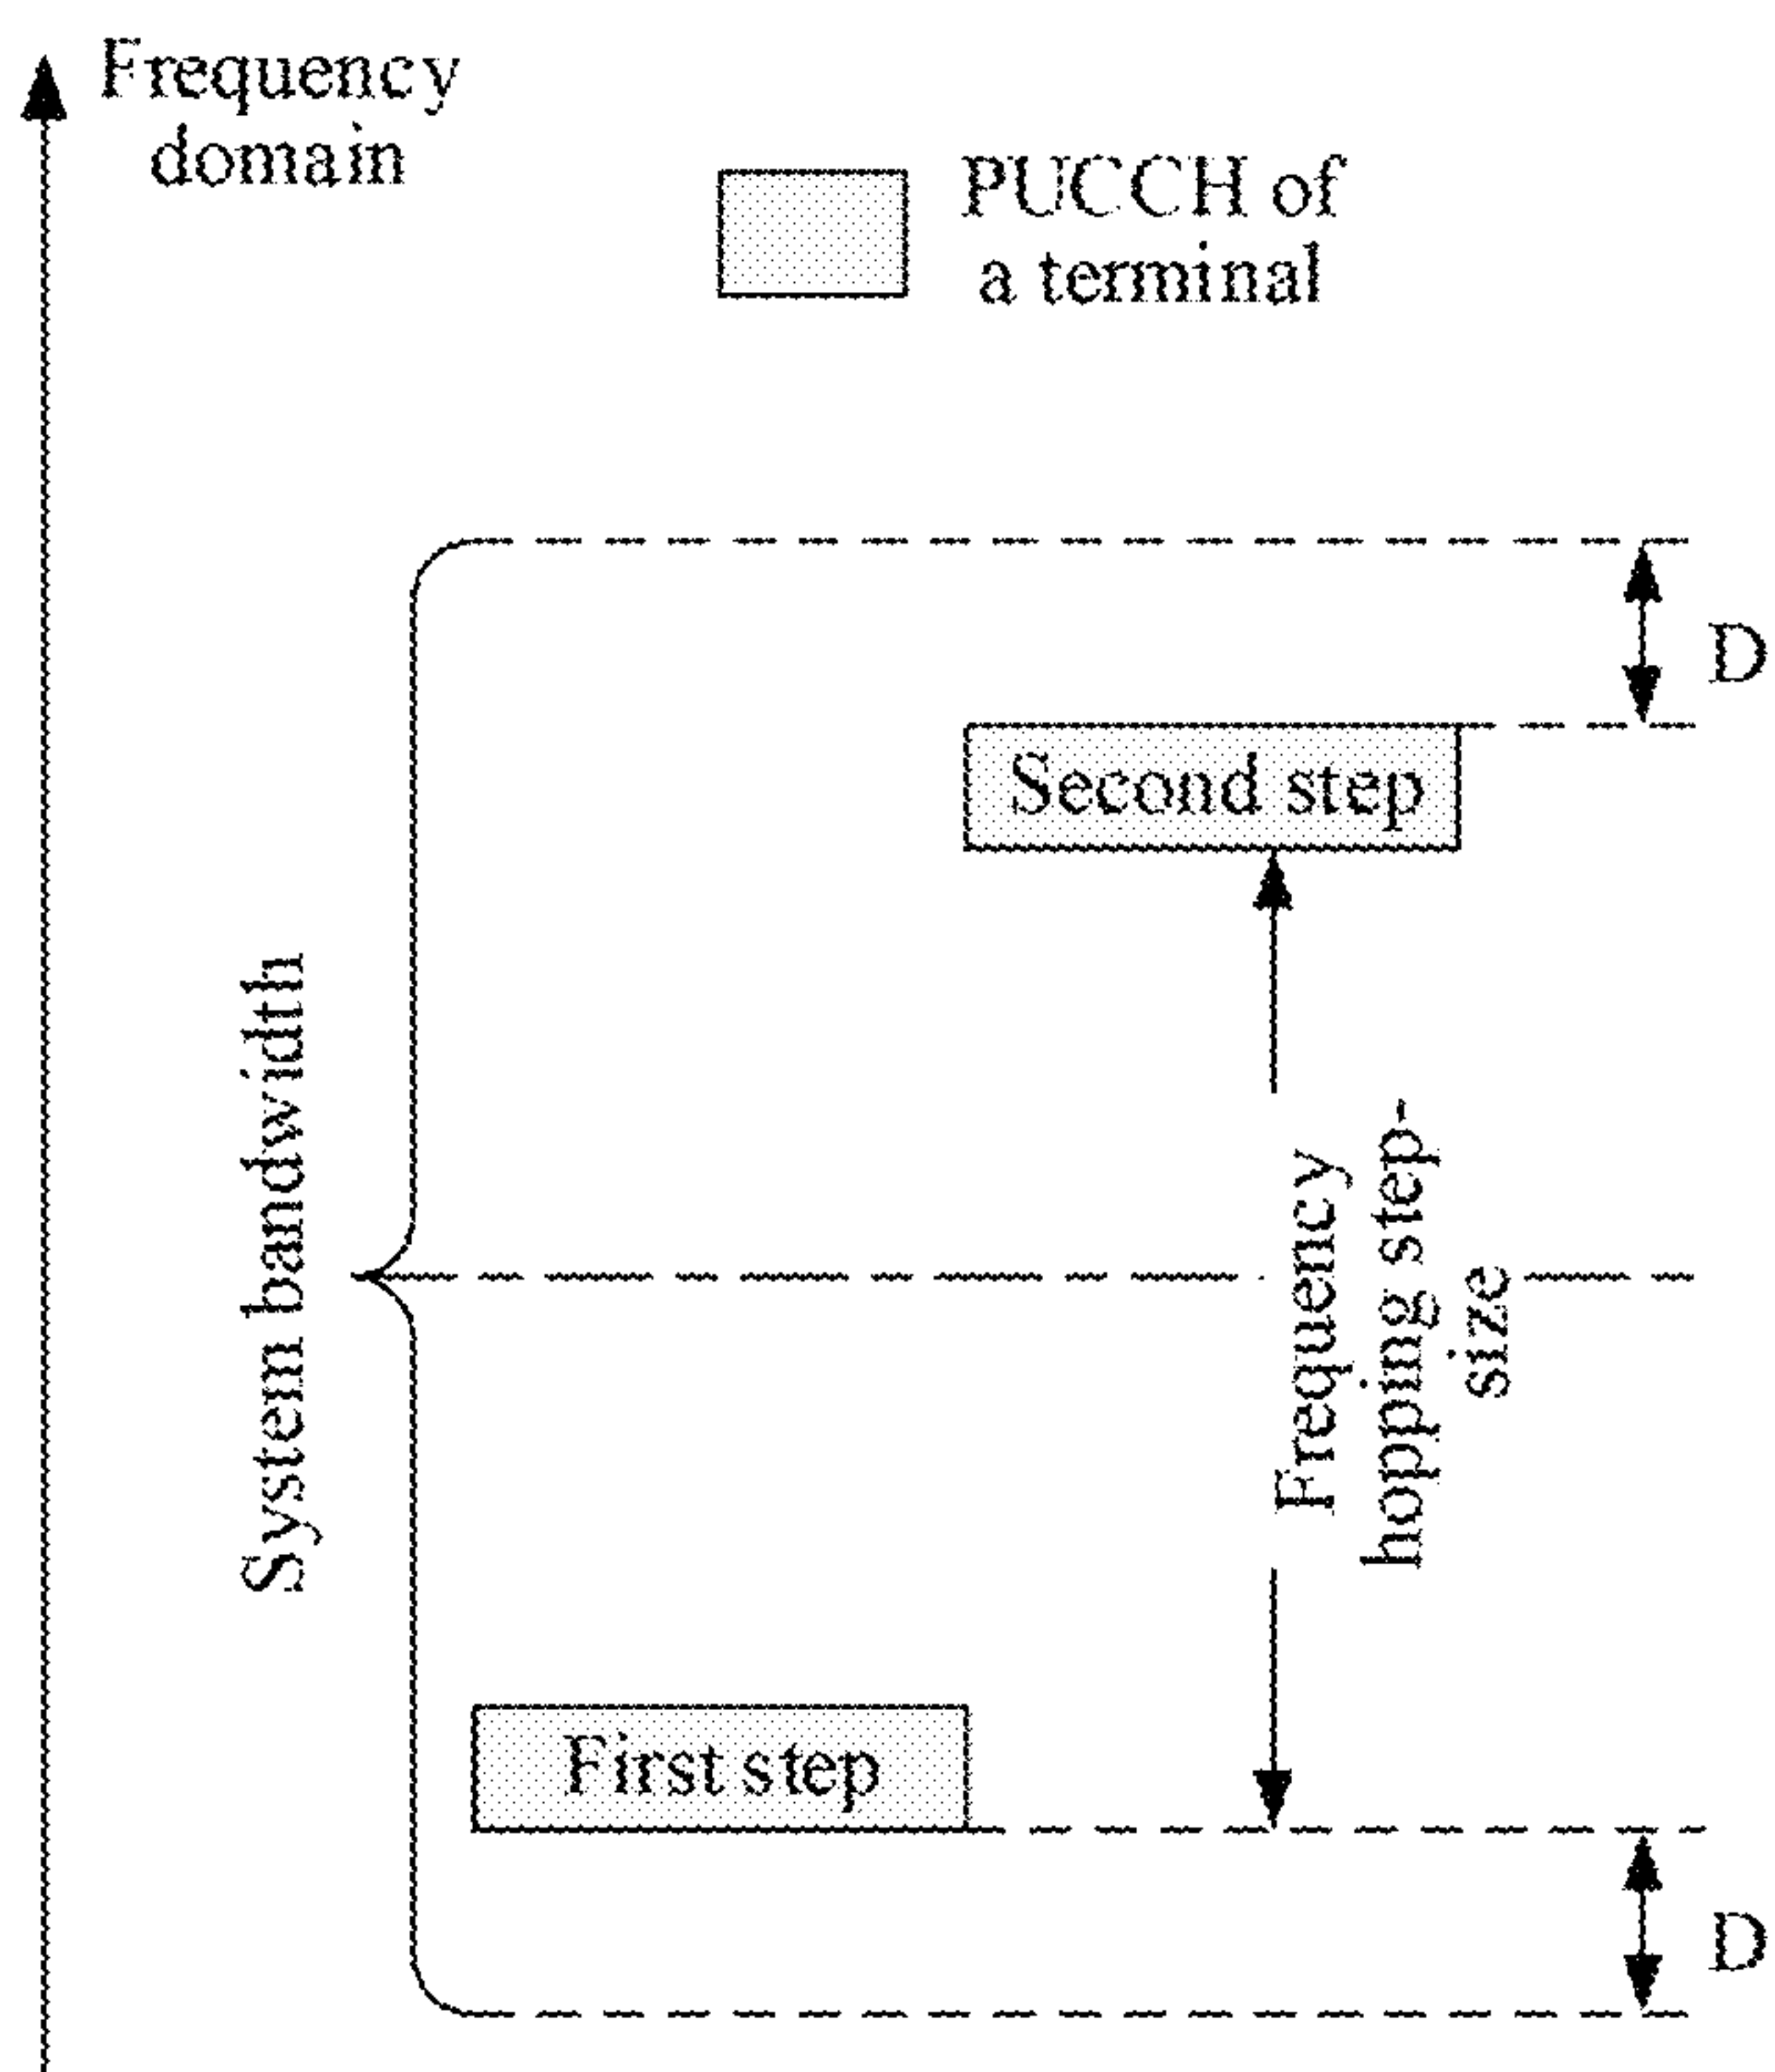 Frequency
domain
PUCCH of
a terminal
D
Second step
System bandwidth
Frequency
hopping step-
size
First step
D